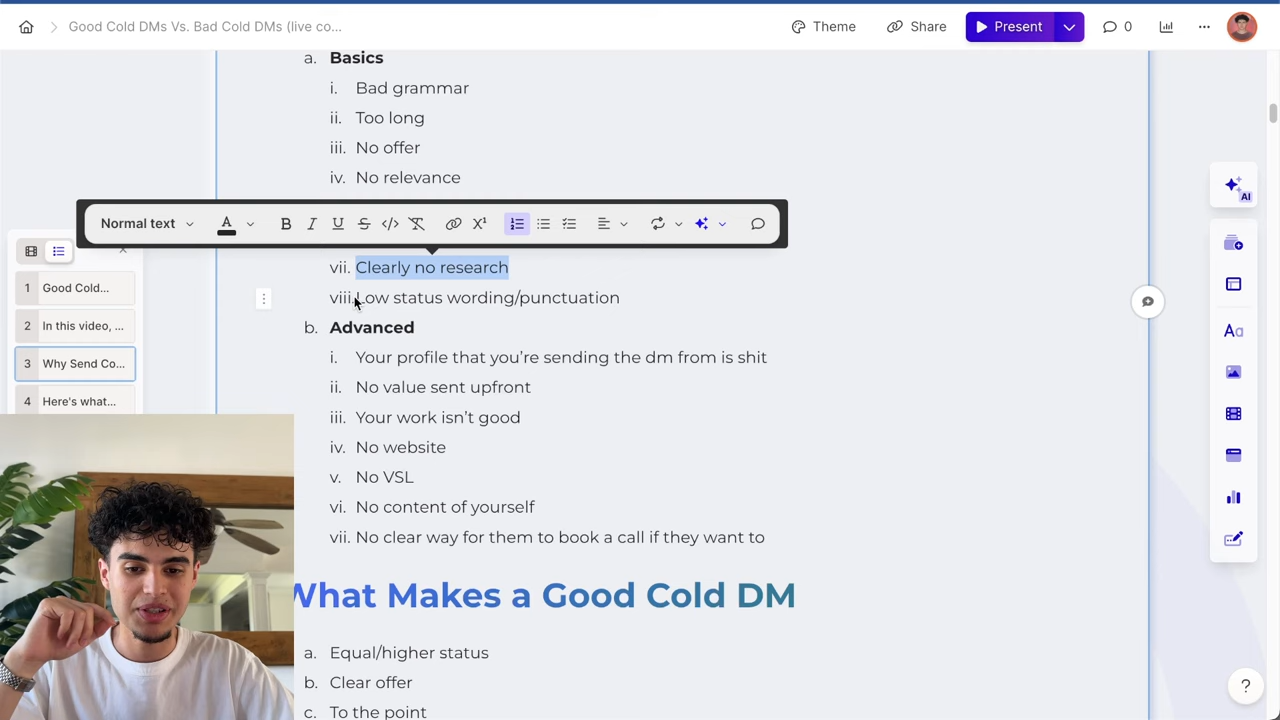 Good Cold DMs Vs. Bad Cold DMs (live co...
Theme
Share
Present
0
a. Basics
i. Bad grammar
ii. Too long
iii. No offer
iv. No relevance
Normal text
A
B I U S </> T X¹
vii. Clearly no research
viii. Low status wording/punctuation
b. Advanced
i. Your profile that you’re sending the dm from is shit
ii. No value sent upfront
iii. Your work isn’t good
iv. No website
v. No VSL
vi. No content of yourself
vii. No clear way for them to book a call if they want to
What Makes a Good Cold DM
a. Equal/higher status
b. Clear offer
c. To the point
1 Good Cold...
2 In this video, ...
3 Why Send Co...
4 Here's what...
AI
Aa
?